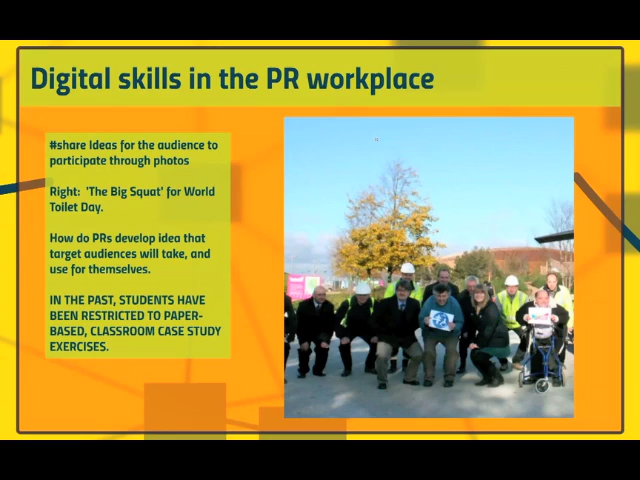 Digital skills in the PR workplace
#share Ideas for the audience to
participate through photos
Right: 'The Big Squat' for World
Toilet Day.
How do PRs develop idea that
target audiences will take, and
use for themselves.
IN THE PAST, STUDENTS HAVE
BEEN RESTRICTED TO PAPER-
BASED, CLASSROOM CASE STUDY
EXERCISES.